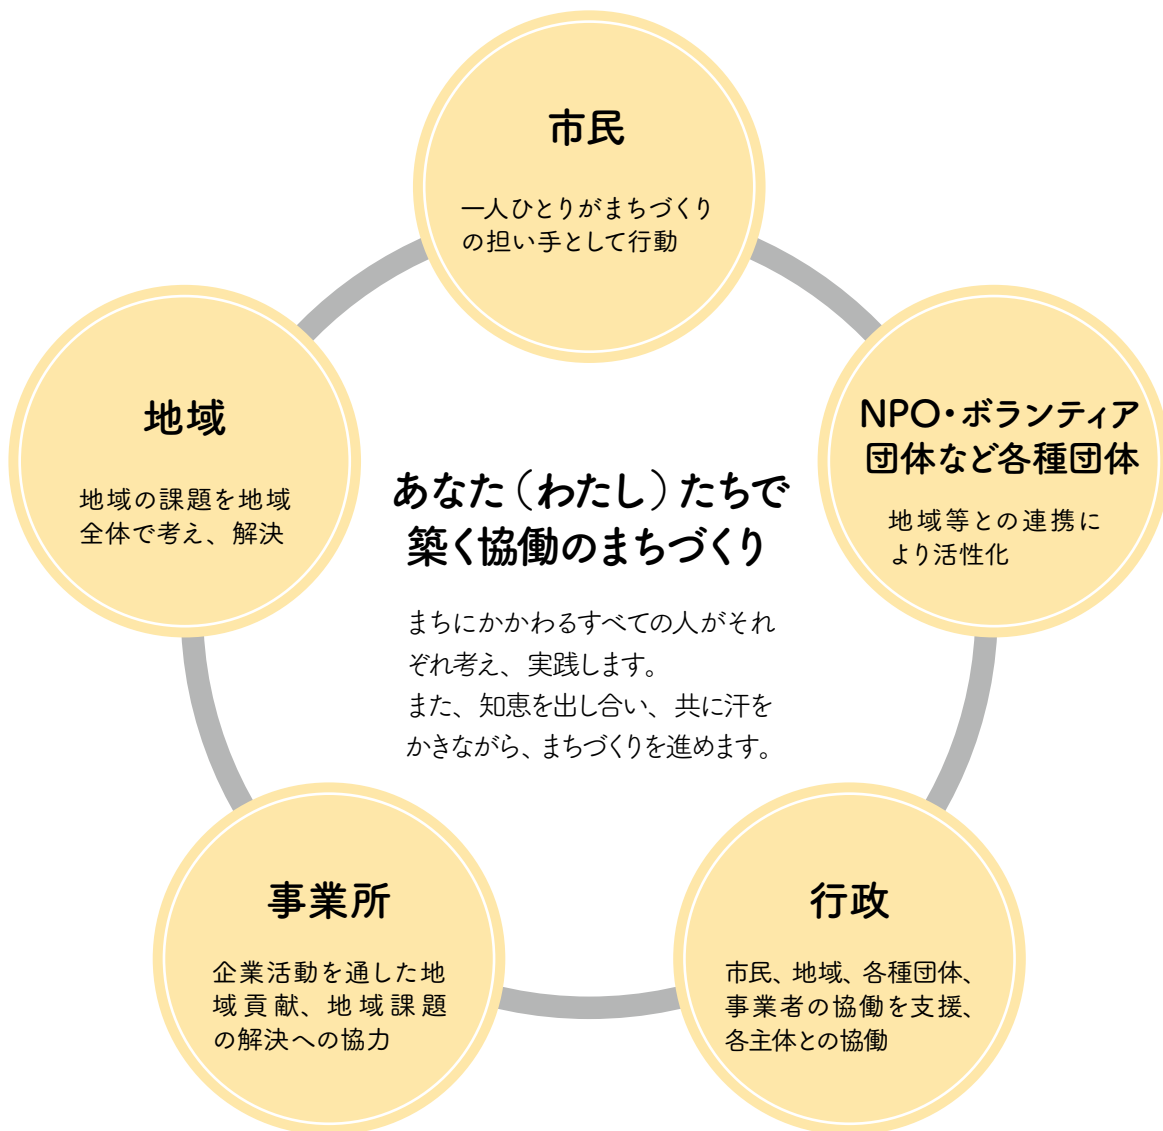 市民
一人ひとりがまちづくり
の担い手として行動
地域
地域の課題を地域
全体で考え、解決
NPO・ボランティア
団体など各種団体
地域等との連携に
より活性化
あなた（わたし）たちで
築く協働のまちづくり
まちにかかわるすべての人がそれ
ぞれ考え、実践します。
また、知恵を出し合い、共に汗を
かきながら、まちづくりを進めます。
事業所
企業活動を通した地
域貢献、地域課題
の解決への協力
行政
市民、地域、各種団体、
事業者の協働を支援、
各主体との協働